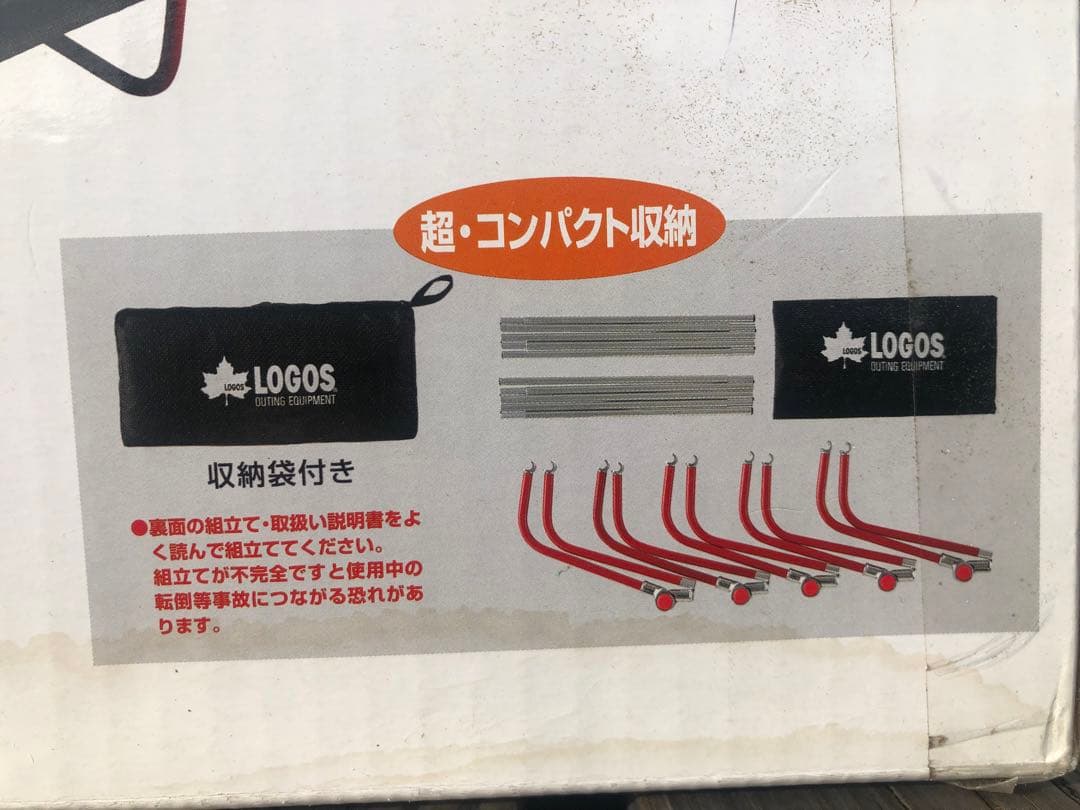 超・コンパクト収納
LOGOS
LOGOS
OUTING EQUIPMENT
LOGOS
LOGOS
OUTING EQUIPMENT
収納袋付き
●裏面の組立て・取扱い説明書をよ
く読んで組立ててください。
組立てが不完全ですと使用中の
転倒等事故につながる恐れがあ
ります。